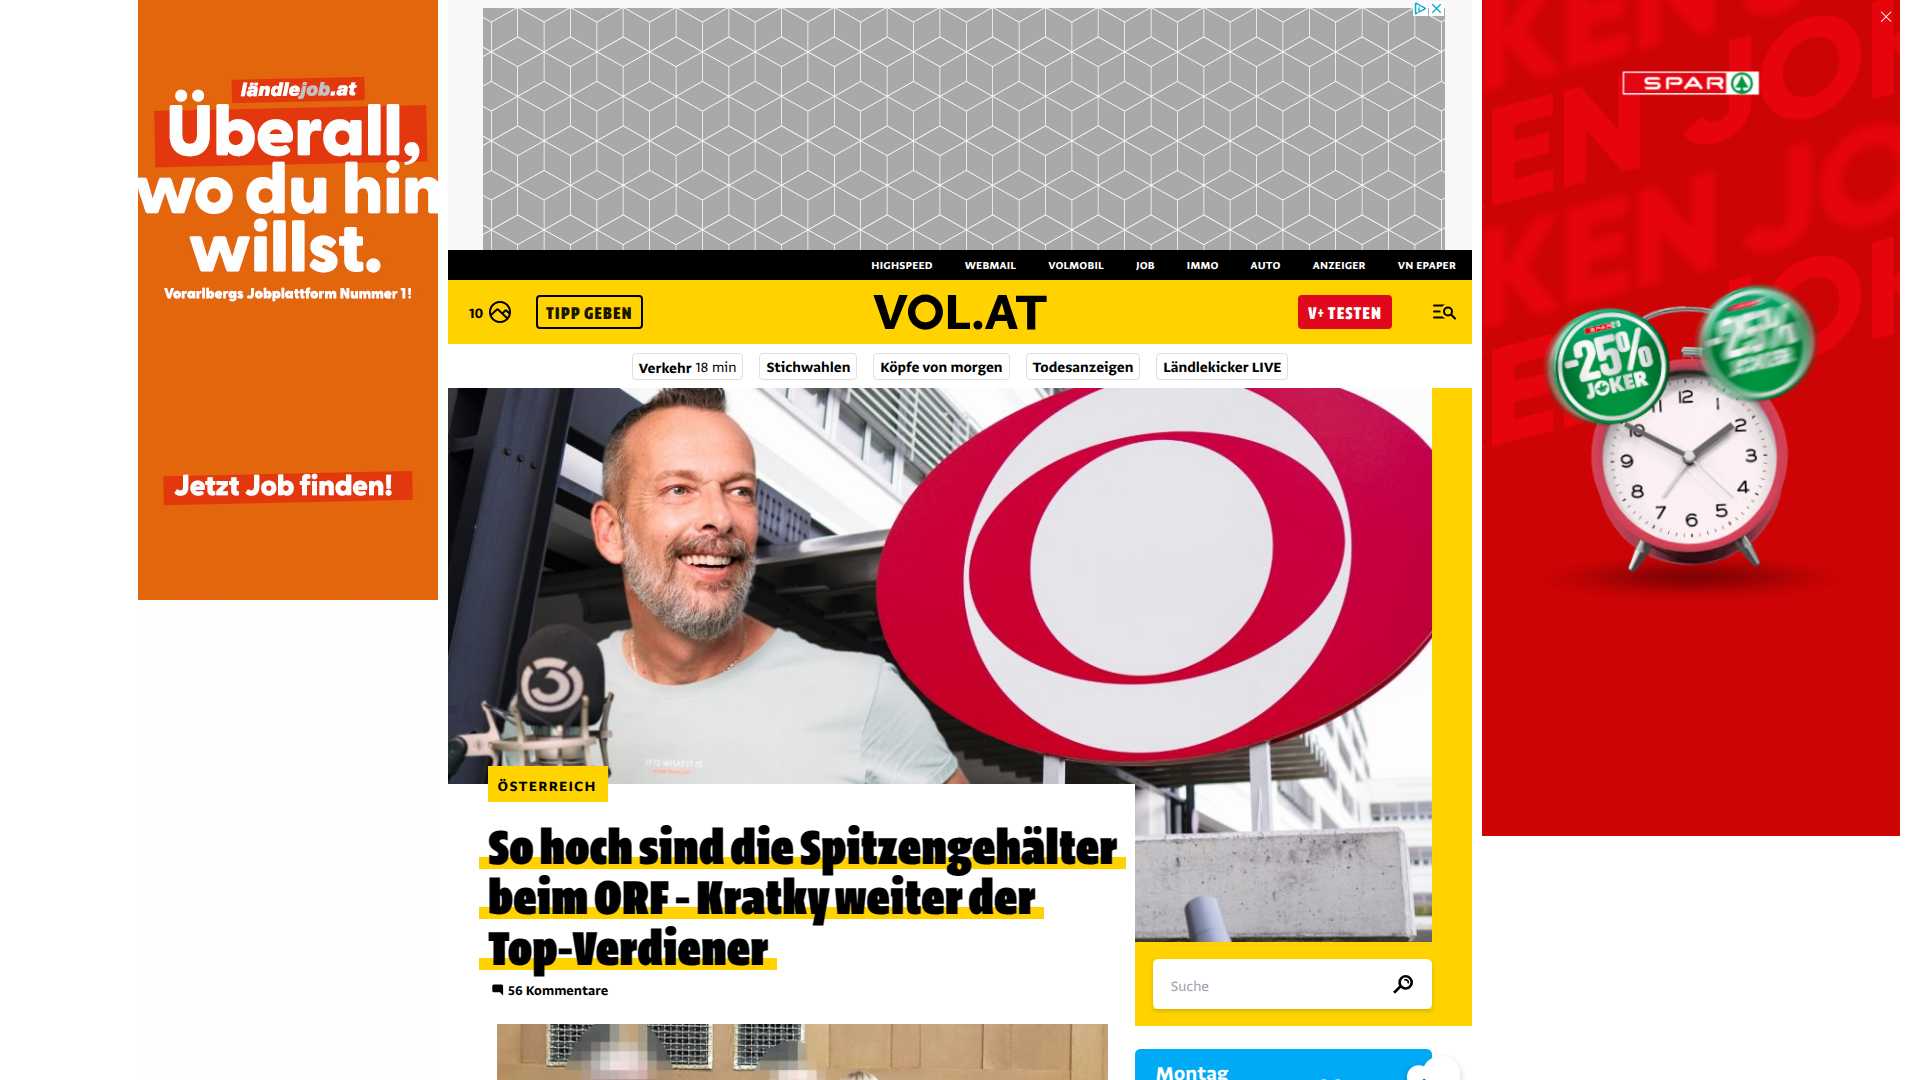 ländlejob.at
Überall,
wo du hin
willst.
Vorarlbergs Jobplattform Nummer 1!
Jetzt Job finden!
HIGHSPEED WEBMAIL VOLMOBIL JOB IMMO AUTO ANZEIGER VN EPAPER
10 TIPP GEBEN VOL.AT V+ TESTEN
Verkehr 18 min Stichwahlen Köpfe von morgen Todesanzeigen Ländlekicker LIVE
ÖSTERREICH
So hoch sind die Spitzengehälter
beim ORF – Kratky weiter der
Top-Verdiener
56 Kommentare
Suche
Montag
SPAR
-25%
JOKER
-25%
JOKER
12
11 1
10 2
9 3
8 4
7 5
6